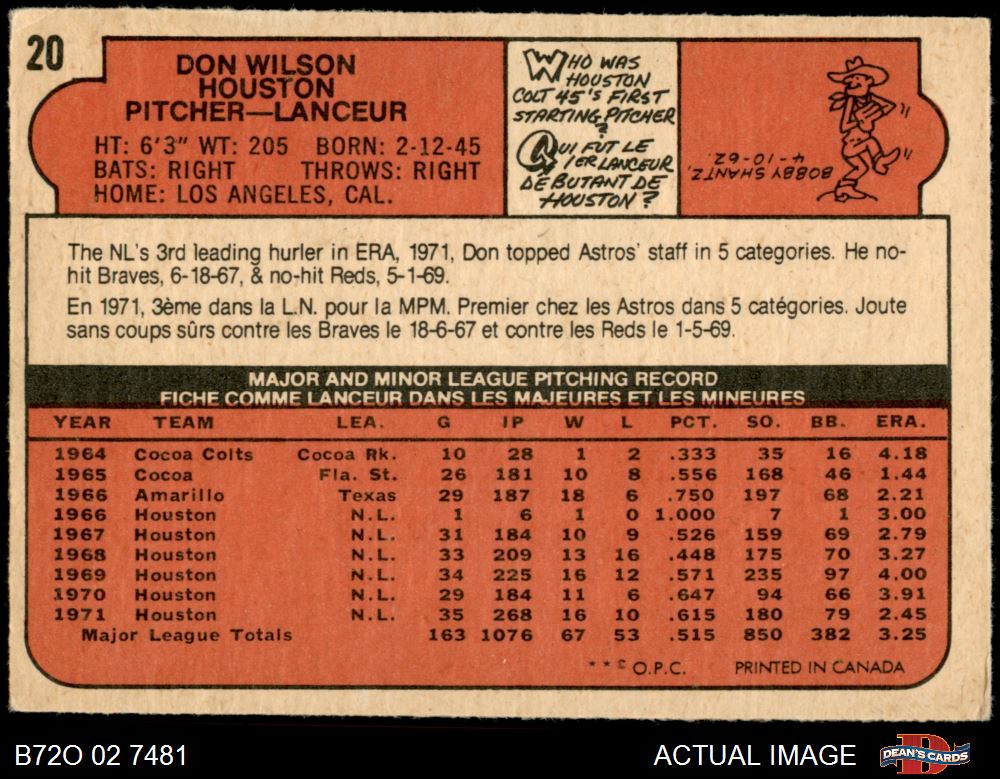 20
DON WILSON
HOUSTON
PITCHER—LANCEUR
HT: 6'3" WT: 205 BORN: 2-12-45
BATS: RIGHT THROWS: RIGHT
HOME: LOS ANGELES, CAL.
WHO WAS
HOUSTON
COLT 45'S FIRST
STARTING PITCHER
?
QUI FUT LE
1ER LANCEUR
DÉBUTANT DE
HOUSTON?
BOBBY SHANTZ,
4-10-62.
The NL's 3rd leading hurler in ERA, 1971, Don topped Astros' staff in 5 categories. He no-
hit Braves, 6-18-67, & no-hit Reds, 5-1-69.
En 1971, 3ème dans la L.N. pour la MPM. Premier chez les Astros dans 5 catégories. Joute
sans coups sûrs contre les Braves le 18-6-67 et contre les Reds le 1-5-69.
MAJOR AND MINOR LEAGUE PITCHING RECORD
FICHE COMME LANCEUR DANS LES MAJEURES ET LES MINEURES
YEAR TEAM LEA. G IP W L PCT. SO. BB. ERA.
1964 Cocoa Colts Cocoa Rk. 10 28 1 2 .333 35 16 4.18
1965 Cocoa Fla. St. 26 181 10 8 .556 168 46 1.44
1966 Amarillo Texas 29 187 18 6 .750 197 68 2.21
1966 Houston N.L. 1 6 1 0 1.000 7 1 3.00
1967 Houston N.L. 31 184 10 9 .526 159 69 2.79
1968 Houston N.L. 33 209 13 16 .448 175 70 3.27
1969 Houston N.L. 34 225 16 12 .571 235 97 4.00
1970 Houston N.L. 29 184 11 6 .647 94 66 3.91
1971 Houston N.L. 35 268 16 10 .615 180 79 2.45
Major League Totals 163 1076 67 53 .515 850 382 3.25
**© O.P.C. PRINTED IN CANADA
B72O 02 7481 ACTUAL IMAGE DEAN'S CARDS